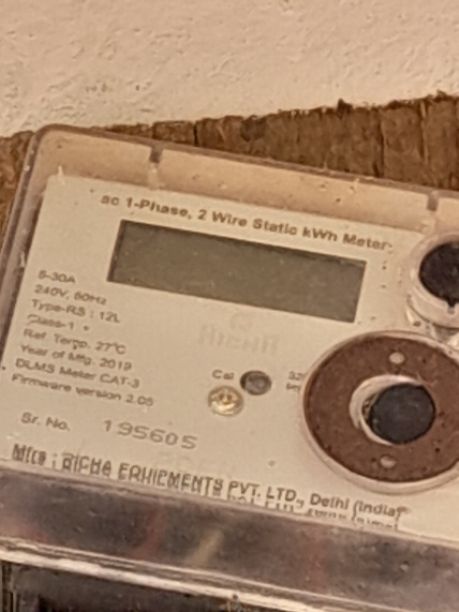 ac 1-Phase, 2 Wire Static kWh Meter
5-30A
240V, 50Hz
Type-RS : 12L
Class-1
Ref. Temp. 27°C
Year of Mfg. 2019
DLMS Meter CAT-3
Firmware version 2.05
Cal
Sr. No. 195605
Mfrs : RICHA EQUIPMENTS PVT. LTD., Delhi (India)